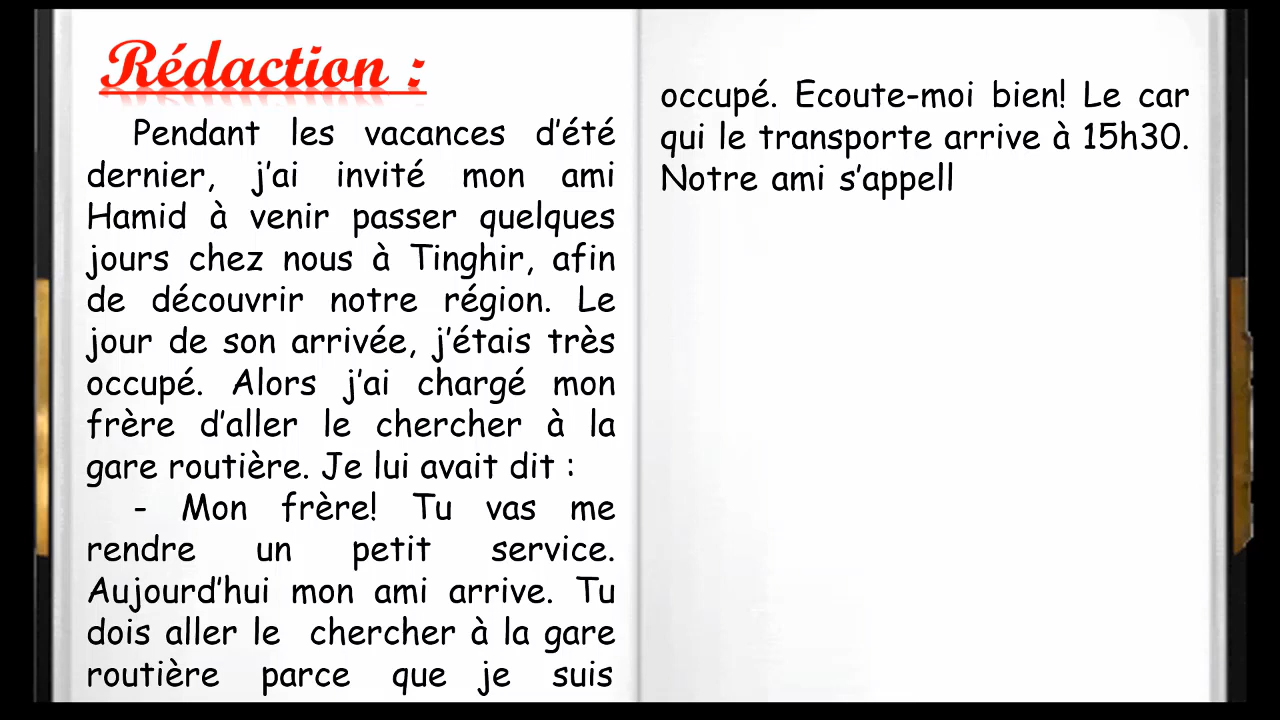 Rédaction :
Pendant les vacances d’été
dernier, j’ai invité mon ami
Hamid à venir passer quelques
jours chez nous à Tinghir, afin
de découvrir notre région. Le
jour de son arrivée, j’étais très
occupé. Alors j’ai chargé mon
frère d’aller le chercher à la
gare routière. Je lui avait dit :
- Mon frère! Tu vas me
rendre un petit service.
Aujourd’hui mon ami arrive. Tu
dois aller le chercher à la gare
routière parce que je suis
occupé. Ecoute-moi bien! Le car
qui le transporte arrive à 15h30.
Notre ami s’appell